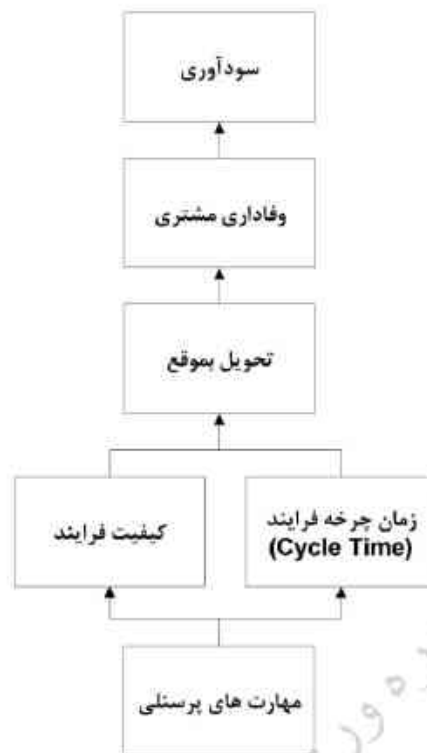 سودآوری
وفاداری مشتری
تحویل بموقع
زمان چرخه فرایند
(Cycle Time)
کیفیت فرایند
مهارت های پرسنلی